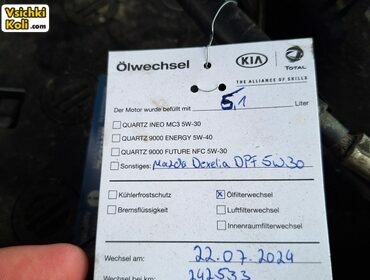 Vsichki
Koli.com
Ölwechsel
KIA
TOTAL
THE ALLIANCE OF SKILLS
Der Motor wurde befüllt mit 5,1 Liter
QUARTZ INEO MC3 5W-30
QUARTZ 9000 ENERGY 5W-40
QUARTZ 9000 FUTURE NFC 5W-30
Sonstiges: Mazda Dexelia DPF 5W30
Kühlerfrostschutz
Ölfilterwechsel
Bremsflüssigkeit
Luftfilterwechsel
Innenraumfilterwechsel
Wechsel am: 22.07.2024
Wechsel bei km: 242533